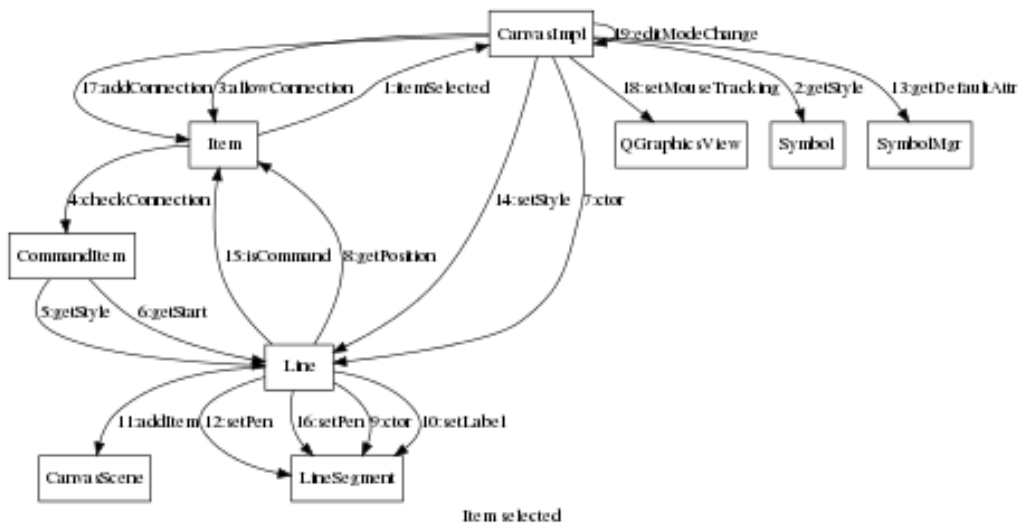 CanvasImpl
19:editModeChange
17:addConnection
3:allowConnection
1:itemSelected
18:setMouseTracking
2:getStyle
13:getDefaultAttr
Item
QGraphicsView
Symbol
SymbolMgr
4:checkConnection
14:setStyle
7:ctor
CommandItem
15:isCommand
8:getPosition
5:getStyle
6:getStart
Line
11:addItem
12:setPen
16:setPen
9:ctor
10:setLabel
CanvasScene
LineSegment
Item selected